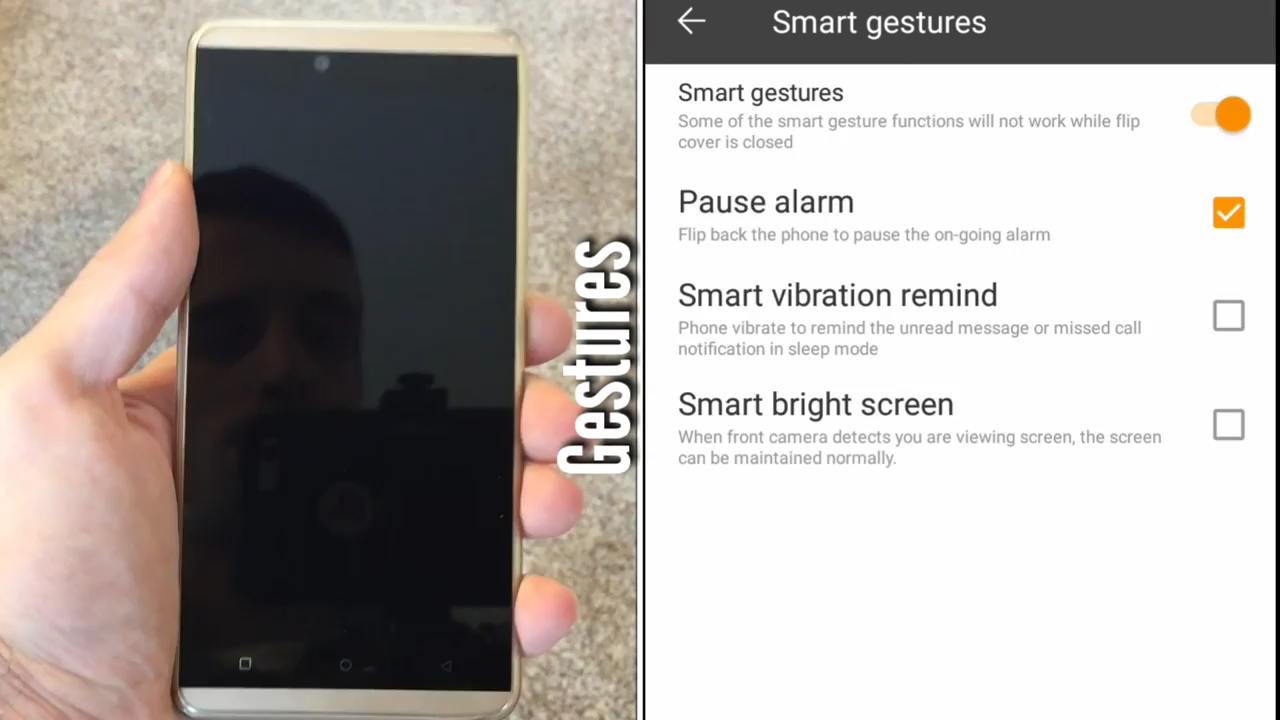 Gestures
Smart gestures
Smart gestures
Some of the smart gesture functions will not work while flip
cover is closed
Pause alarm
Flip back the phone to pause the on-going alarm
Smart vibration remind
Phone vibrate to remind the unread message or missed call
notification in sleep mode
Smart bright screen
When front camera detects you are viewing screen, the screen
can be maintained normally.